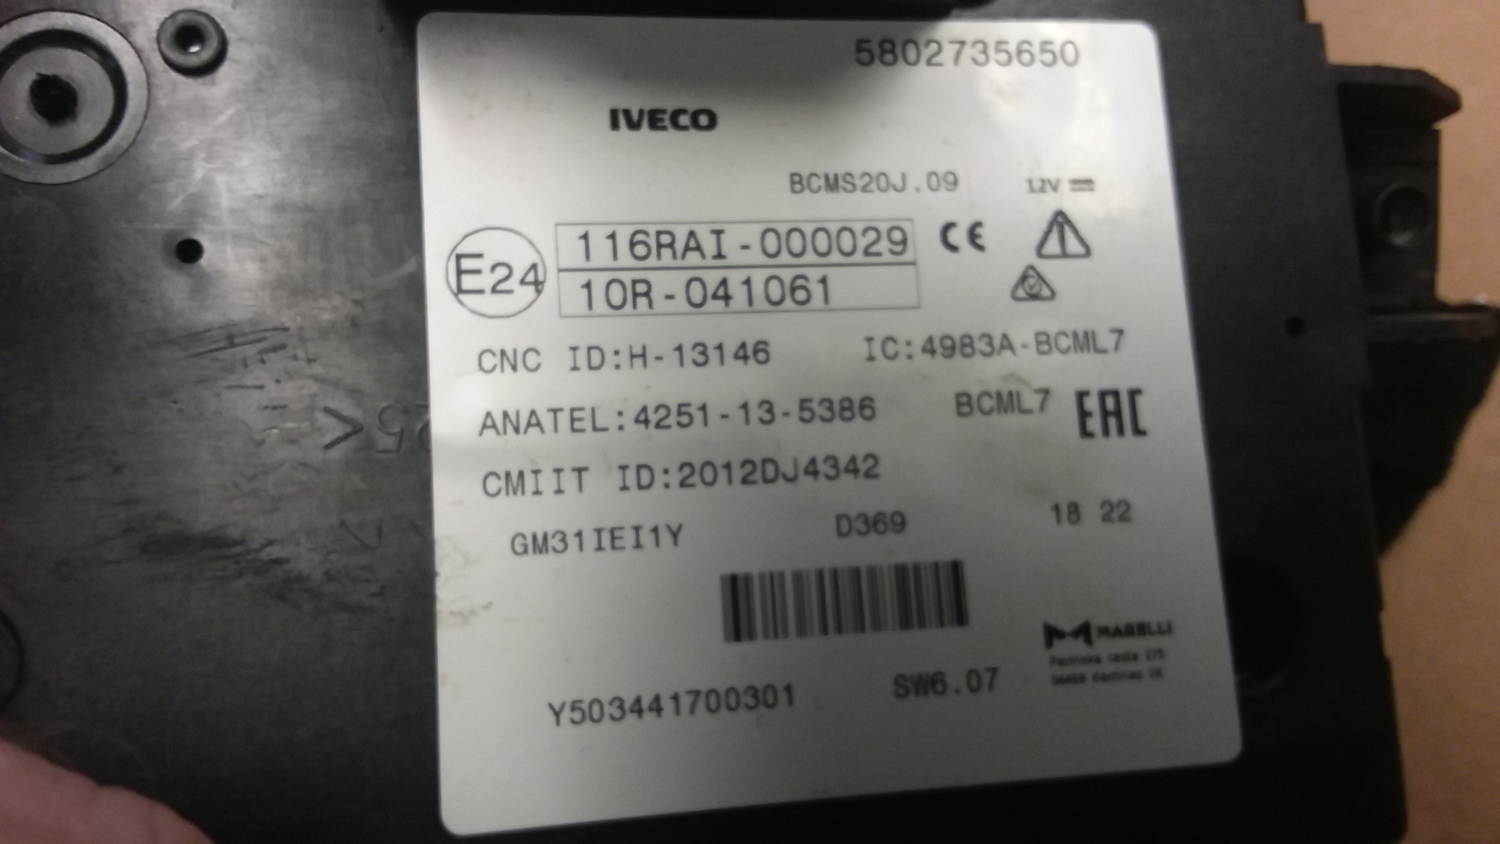 5802735650
IVECO
BCMS20J.09 12V
E24
116RAI-000029
10R-041061
CE
CNC ID:H-13146 IC:4983A-BCML7
ANATEL:4251-13-5386 BCML7 EAC
CMIIT ID:2012DJ4342
GM31IEI1Y D369 18 22
MARELLI
Y503441700301 SW6.07